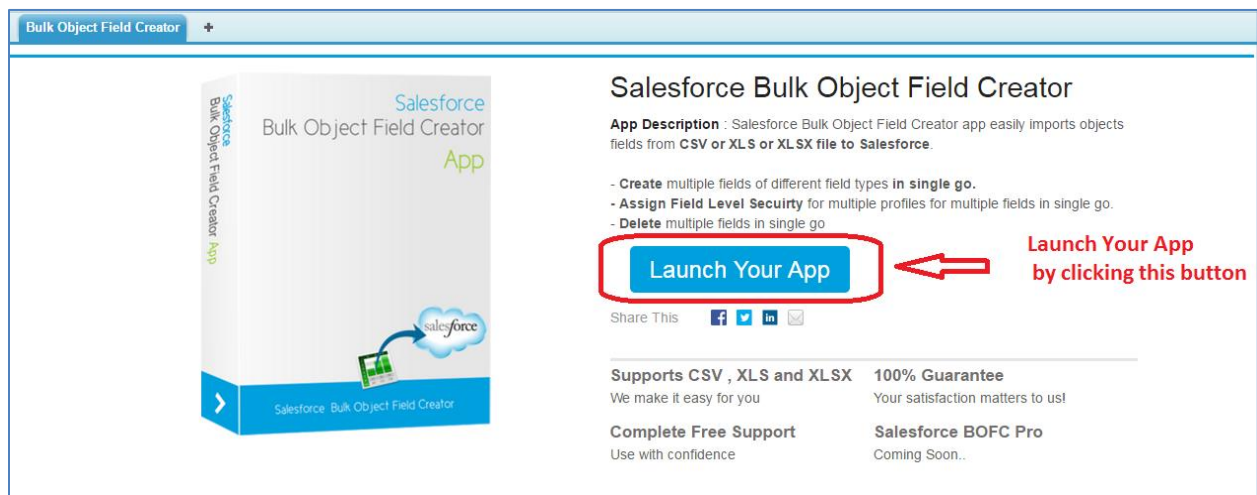 Bulk Object Field Creator +
Salesforce
Bulk Object Field Creator App
Salesforce
Bulk Object Field Creator
App
salesforce
Salesforce Bulk Object Field Creator
Salesforce Bulk Object Field Creator
App Description : Salesforce Bulk Object Field Creator app easily imports objects
fields from CSV or XLS or XLSX file to Salesforce.
- Create multiple fields of different field types in single go.
- Assign Field Level Secuirty for multiple profiles for multiple fields in single go.
- Delete multiple fields in single go
Launch Your App
Launch Your App
by clicking this button
Share This
Supports CSV , XLS and XLSX
We make it easy for you
100% Guarantee
Your satisfaction matters to us!
Complete Free Support
Use with confidence
Salesforce BOFC Pro
Coming Soon..